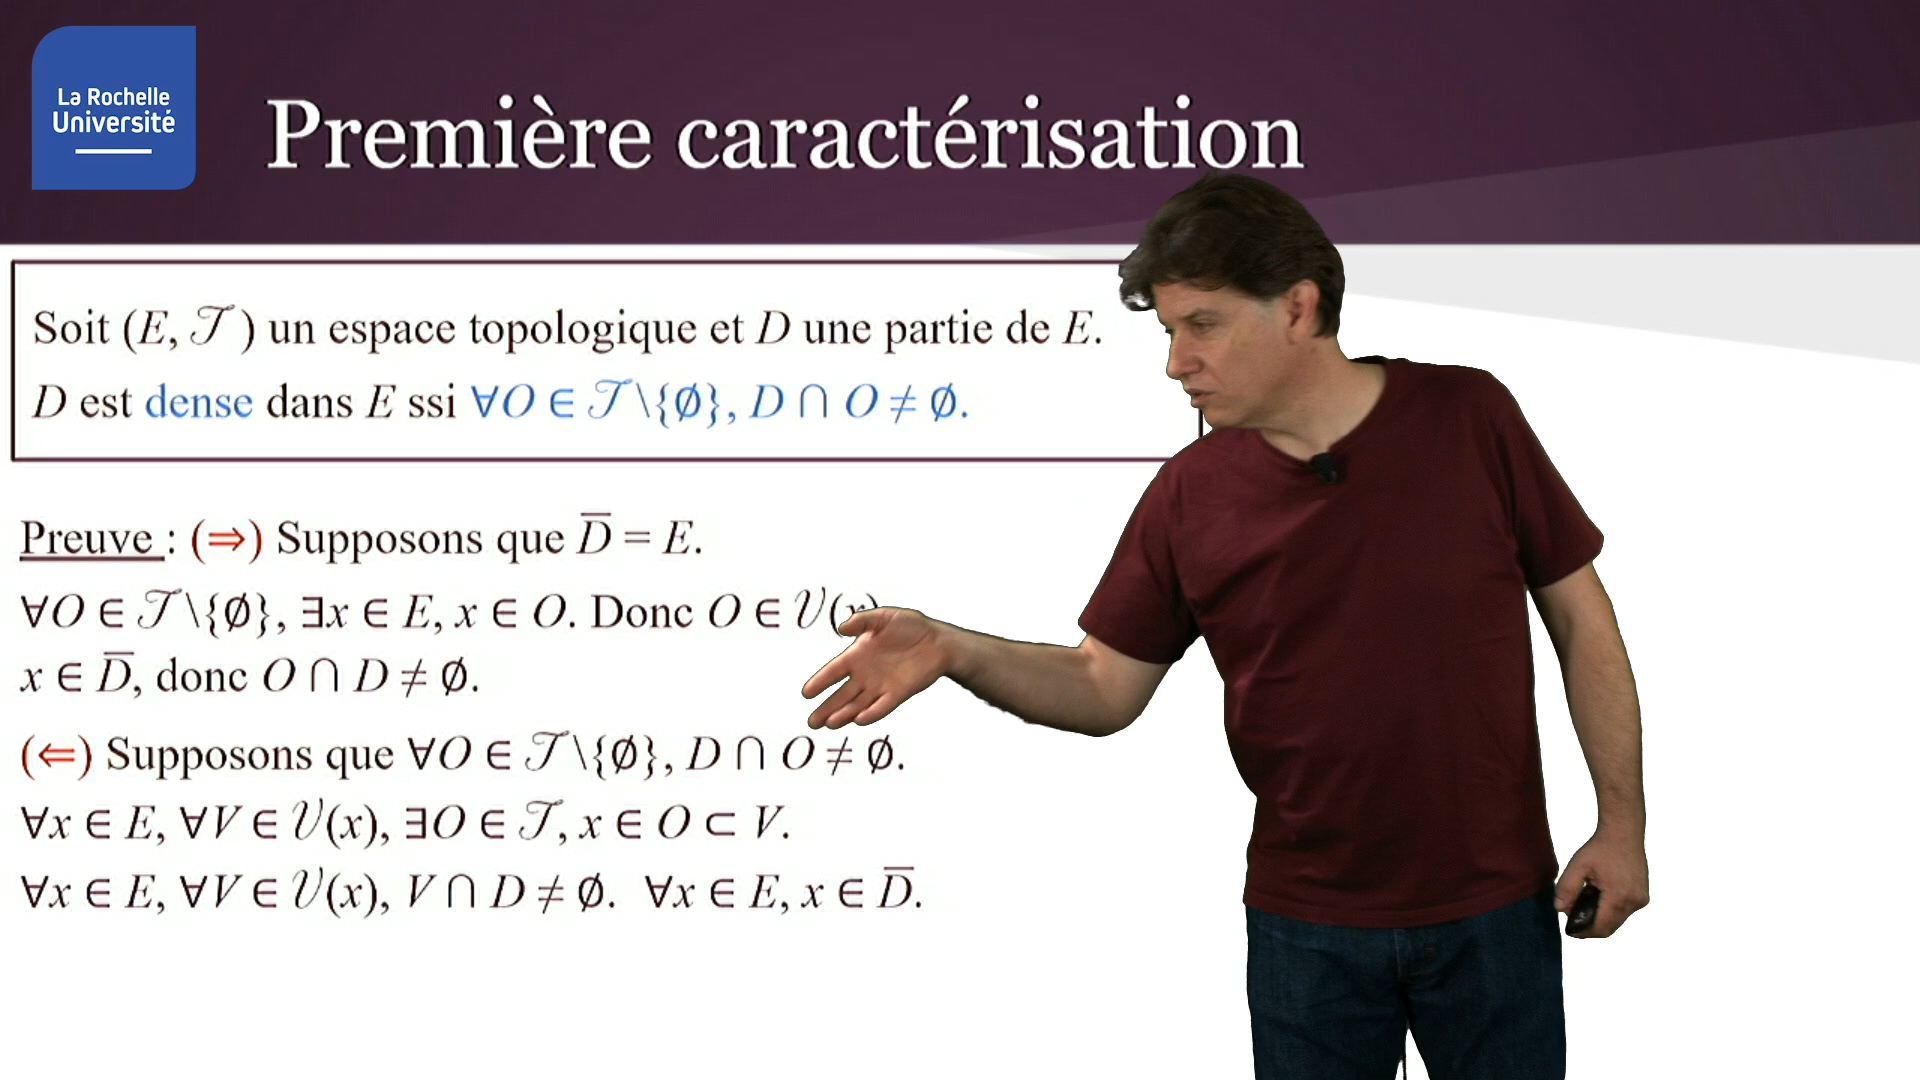 La Rochelle
Université
Première caractérisation
Soit (E, 𝒯) un espace topologique et D une partie de E.
D est dense dans E ssi ∀O ∈ 𝒯\{∅}, D ∩ O ≠ ∅.
Preuve : (⇒) Supposons que D̅ = E.
∀O ∈ 𝒯\{∅}, ∃x ∈ E, x ∈ O. Donc O ∈ 𝒱(x)
x ∈ D̅, donc O ∩ D ≠ ∅.
(⇐) Supposons que ∀O ∈ 𝒯\{∅}, D ∩ O ≠ ∅.
∀x ∈ E, ∀V ∈ 𝒱(x), ∃O ∈ 𝒯, x ∈ O ⊂ V.
∀x ∈ E, ∀V ∈ 𝒱(x), V ∩ D ≠ ∅. ∀x ∈ E, x ∈ D̅.